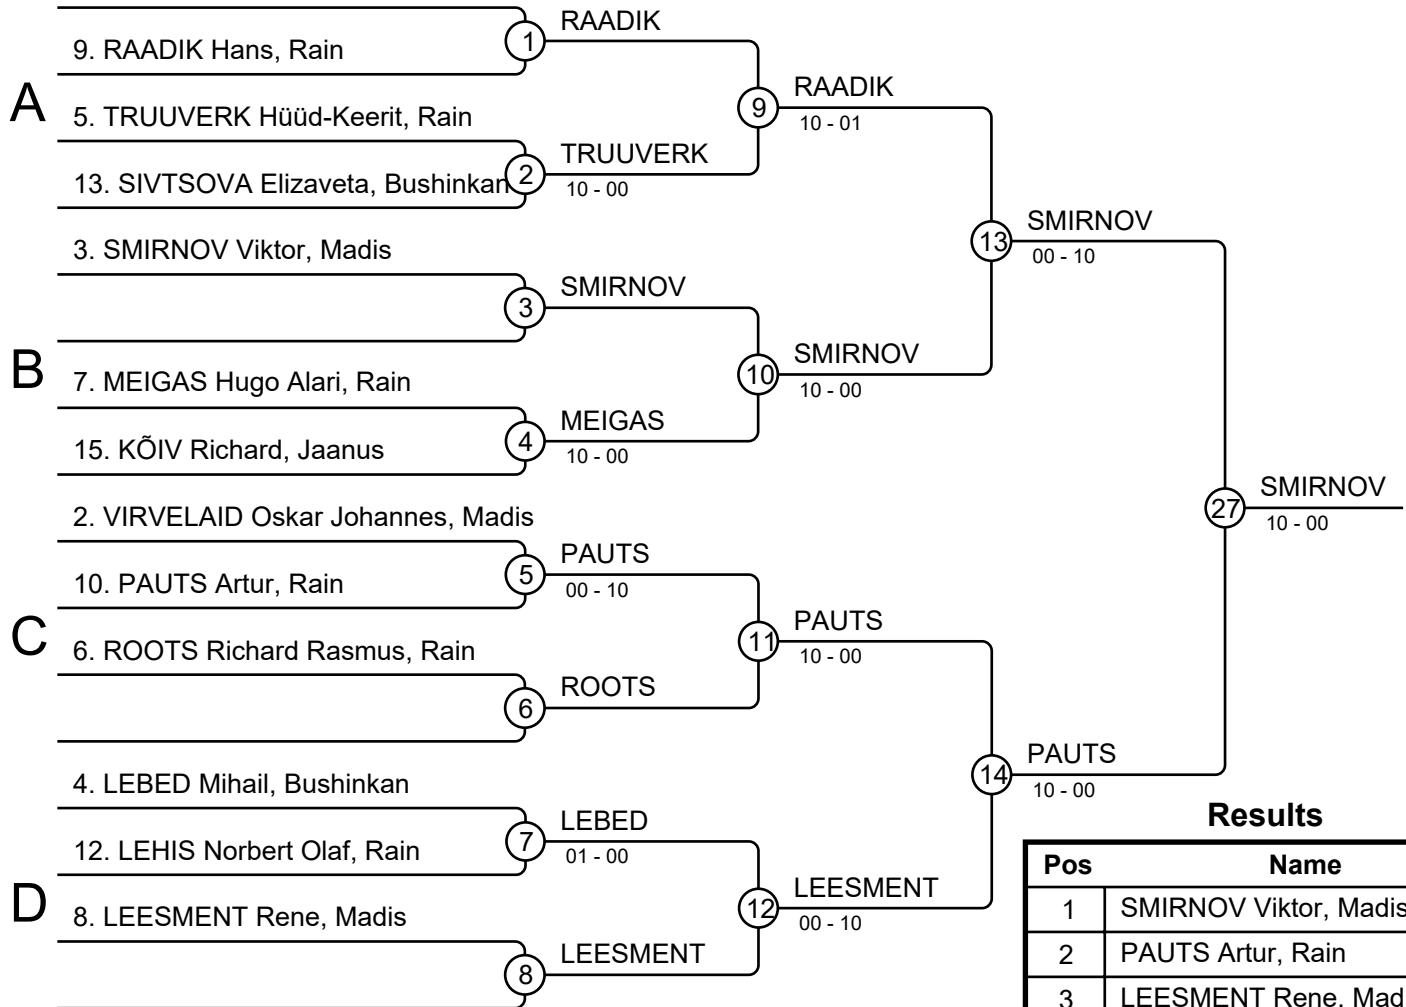 RAADIK
1
9. RAADIK Hans, Rain
A
RAADIK
9
10 - 01
5. TRUUVERK Hüüd-Keerit, Rain
TRUUVERK
2
10 - 00
13. SIVTSOVA Elizaveta, Bushinkan
SMIRNOV
13
00 - 10
3. SMIRNOV Viktor, Madis
SMIRNOV
3
B
SMIRNOV
10
10 - 00
7. MEIGAS Hugo Alari, Rain
MEIGAS
4
10 - 00
15. KÕIV Richard, Jaanus
SMIRNOV
27
10 - 00
2. VIRVELAID Oskar Johannes, Madis
PAUTS
5
00 - 10
10. PAUTS Artur, Rain
C
PAUTS
11
10 - 00
6. ROOTS Richard Rasmus, Rain
ROOTS
6
PAUTS
14
10 - 00
4. LEBED Mihail, Bushinkan
LEBED
7
01 - 00
12. LEHIS Norbert Olaf, Rain
D
LEESMENT
12
00 - 10
8. LEESMENT Rene, Madis
LEESMENT
8
Results
Pos Name
1 SMIRNOV Viktor, Madis
2 PAUTS Artur, Rain
3 LEESMENT Rene, Mad